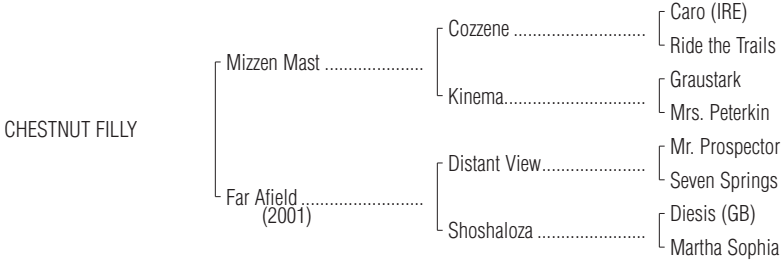 Caro (IRE)
Cozzene ..............................
Ride the Trails
Mizzen Mast ......................
Graustark
Kinema................................
Mrs. Peterkin
CHESTNUT FILLY
Mr. Prospector
Distant View.......................
Seven Springs
Far Afield ...........................
(2001)
Diesis (GB)
Shoshaloza ........................
Martha Sophia